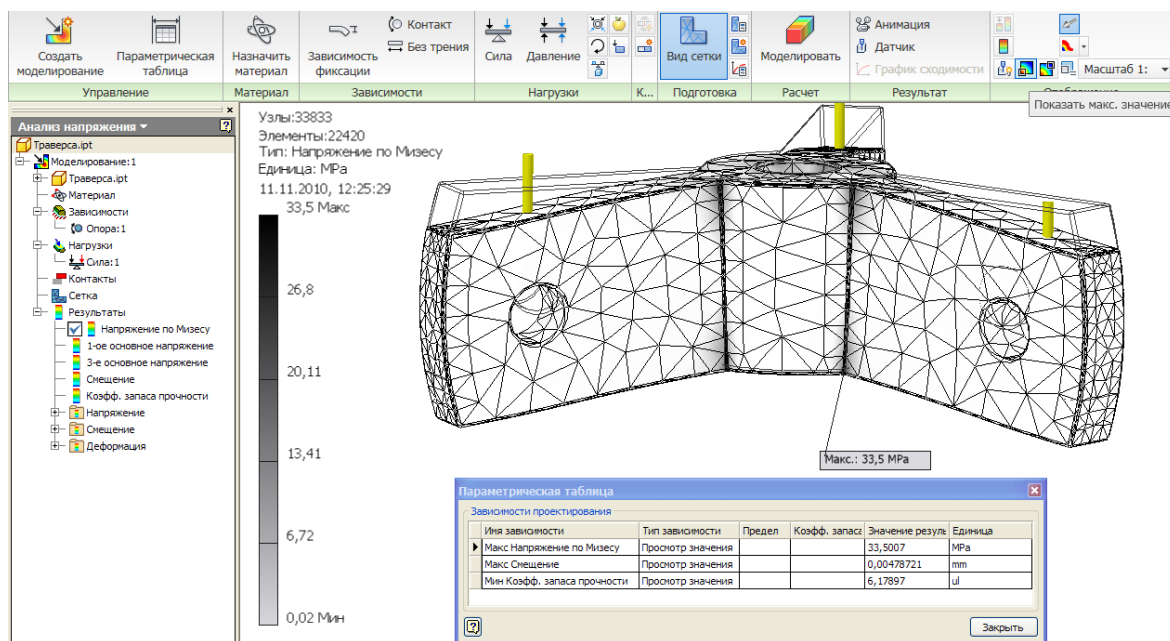 Создать моделирование
Параметрическая таблица
Управление
Назначить материал
Материал
Зависимость фиксации
Контакт
Без трения
Зависимости
Сила
Давление
Нагрузки
К...
Вид сетки
Подготовка
Моделировать
Расчет
Анимация
Датчик
График сходимости
Результат
Масштаб 1:
Показать макс. значение
Анализ напряжения
Траверса.ipt
Моделирование:1
Траверса.ipt
Материал
Зависимости
Опора:1
Нагрузки
Сила:1
Контакты
Сетка
Результаты
Напряжение по Мизесу
1-ое основное напряжение
3-е основное напряжение
Смещение
Коэфф. запаса прочности
Напряжение
Смещение
Деформация
Узлы:33833
Элементы:22420
Тип: Напряжение по Мизесу
Единица: MPa
11.11.2010, 12:25:29
33,5 Макс
26,8
20,11
13,41
6,72
0,02 Мин
Макс.: 33,5 MPa
Параметрическая таблица
Зависимости проектирования
Имя зависимости Тип зависимости Предел Коэфф. запаса Значение резуль Единица
Макс Напряжение по Мизесу Просмотр значения 33,5007 MPa
Макс Смещение Просмотр значения 0,00478721 mm
Мин Коэфф. запаса прочности Просмотр значения 6,17897 ul
Закрыть